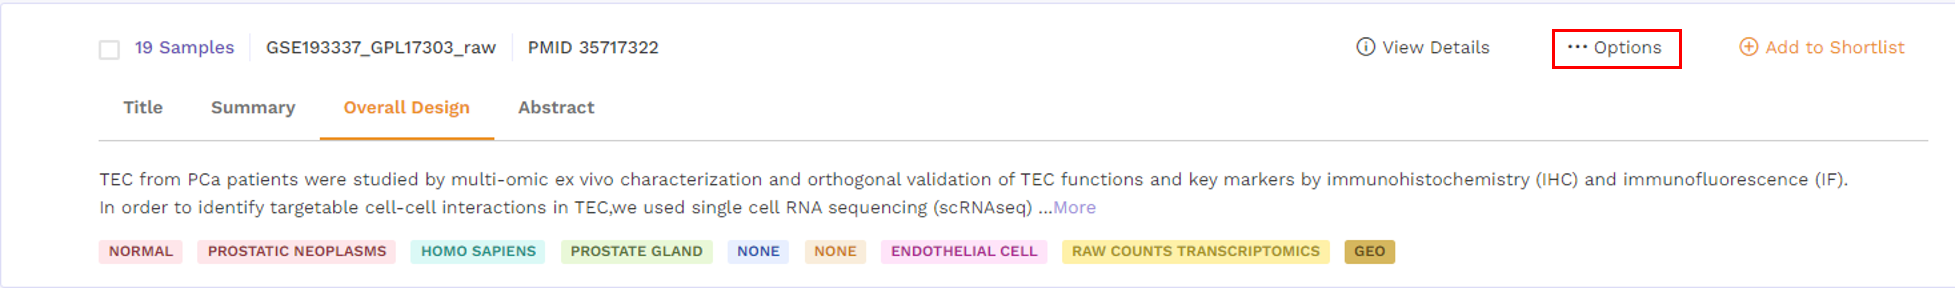 19 Samples GSE193337_GPL17303_raw PMID 35717322 View Details ··· Options Add to Shortlist
Title Summary Overall Design Abstract
TEC from PCa patients were studied by multi-omic ex vivo characterization and orthogonal validation of TEC functions and key markers by immunohistochemistry (IHC) and immunofluorescence (IF).
In order to identify targetable cell-cell interactions in TEC,we used single cell RNA sequencing (scRNAseq) ...More
NORMAL PROSTATIC NEOPLASMS HOMO SAPIENS PROSTATE GLAND NONE NONE ENDOTHELIAL CELL RAW COUNTS TRANSCRIPTOMICS GEO